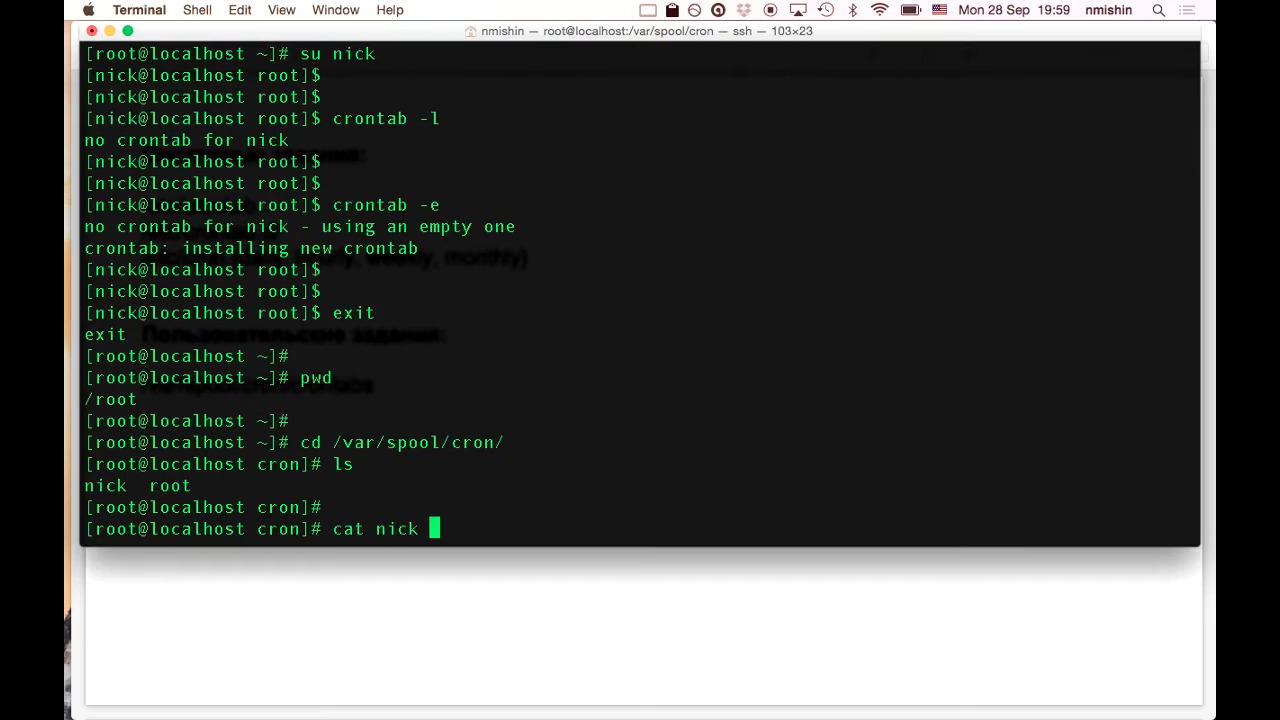 Terminal Shell Edit View Window Help Mon 28 Sep 19:59 nmishin
nmishin — root@localhost:/var/spool/cron — ssh — 103×23
[root@localhost ~]# su nick
[nick@localhost root]$
[nick@localhost root]$
[nick@localhost root]$ crontab -l
no crontab for nick
[nick@localhost root]$
[nick@localhost root]$
[nick@localhost root]$ crontab -e
no crontab for nick - using an empty one
crontab: installing new crontab
[nick@localhost root]$
[nick@localhost root]$
[nick@localhost root]$ exit
exit
Пользовательские задания:
[root@localhost ~]#
[root@localhost ~]# pwd
/root
[root@localhost ~]#
[root@localhost ~]# cd /var/spool/cron/
[root@localhost cron]# ls
nick root
[root@localhost cron]#
[root@localhost cron]# cat nick